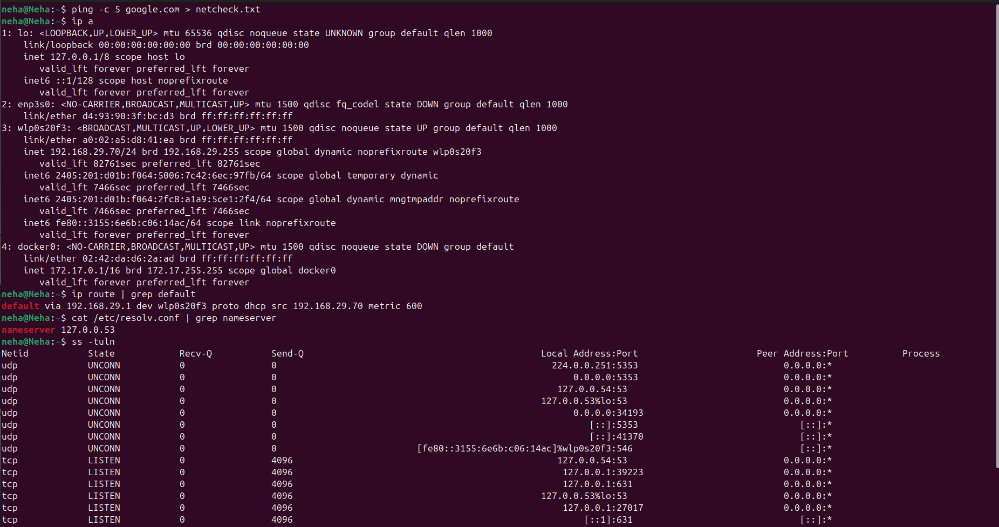 neha@Neha:~$ ping -c 5 google.com > netcheck.txt
neha@Neha:~$ ip a
1: lo: <LOOPBACK,UP,LOWER_UP> mtu 65536 qdisc noqueue state UNKNOWN group default qlen 1000
    link/loopback 00:00:00:00:00:00 brd 00:00:00:00:00:00
    inet 127.0.0.1/8 scope host lo
       valid_lft forever preferred_lft forever
    inet6 ::1/128 scope host noprefixroute
       valid_lft forever preferred_lft forever
2: enp3s0: <NO-CARRIER,BROADCAST,MULTICAST,UP> mtu 1500 qdisc fq_codel state DOWN group default qlen 1000
    link/ether d4:93:90:3f:bc:d3 brd ff:ff:ff:ff:ff:ff
3: wlp0s20f3: <BROADCAST,MULTICAST,UP,LOWER_UP> mtu 1500 qdisc noqueue state UP group default qlen 1000
    link/ether a0:02:a5:d8:41:ea brd ff:ff:ff:ff:ff:ff
    inet 192.168.29.70/24 brd 192.168.29.255 scope global dynamic noprefixroute wlp0s20f3
       valid_lft 82761sec preferred_lft 82761sec
    inet6 2405:201:d01b:f064:5006:7c42:6ec:97fb/64 scope global temporary dynamic
       valid_lft 7466sec preferred_lft 7466sec
    inet6 2405:201:d01b:f064:2fc8:a1a9:5ce1:2f4/64 scope global dynamic mngtmpaddr noprefixroute
       valid_lft 7466sec preferred_lft 7466sec
    inet6 fe80::3155:6e6b:c06:14ac/64 scope link noprefixroute
       valid_lft forever preferred_lft forever
4: docker0: <NO-CARRIER,BROADCAST,MULTICAST,UP> mtu 1500 qdisc noqueue state DOWN group default
    link/ether 02:42:da:d6:2a:ad brd ff:ff:ff:ff:ff:ff
    inet 172.17.0.1/16 brd 172.17.255.255 scope global docker0
       valid_lft forever preferred_lft forever
neha@Neha:~$ ip route | grep default
default via 192.168.29.1 dev wlp0s20f3 proto dhcp src 192.168.29.70 metric 600
neha@Neha:~$ cat /etc/resolv.conf | grep nameserver
nameserver 127.0.0.53
neha@Neha:~$ ss -tuln
Netid State Recv-Q Send-Q Local Address:Port Peer Address:Port Process
udp UNCONN 0 0 224.0.0.251:5353 0.0.0.0:*
udp UNCONN 0 0 0.0.0.0:5353 0.0.0.0:*
udp UNCONN 0 0 127.0.0.54:53 0.0.0.0:*
udp UNCONN 0 0 127.0.0.53%lo:53 0.0.0.0:*
udp UNCONN 0 0 0.0.0.0:34193 0.0.0.0:*
udp UNCONN 0 0 [::]:5353 [::]:*
udp UNCONN 0 0 [::]:41370 [::]:*
udp UNCONN 0 0 [fe80::3155:6e6b:c06:14ac]%wlp0s20f3:546 [::]:*
tcp LISTEN 0 4096 127.0.0.54:53 0.0.0.0:*
tcp LISTEN 0 4096 127.0.0.1:39223 0.0.0.0:*
tcp LISTEN 0 4096 127.0.0.1:631 0.0.0.0:*
tcp LISTEN 0 4096 127.0.0.53%lo:53 0.0.0.0:*
tcp LISTEN 0 4096 127.0.0.1:27017 0.0.0.0:*
tcp LISTEN 0 4096 [::1]:631 [::]:*